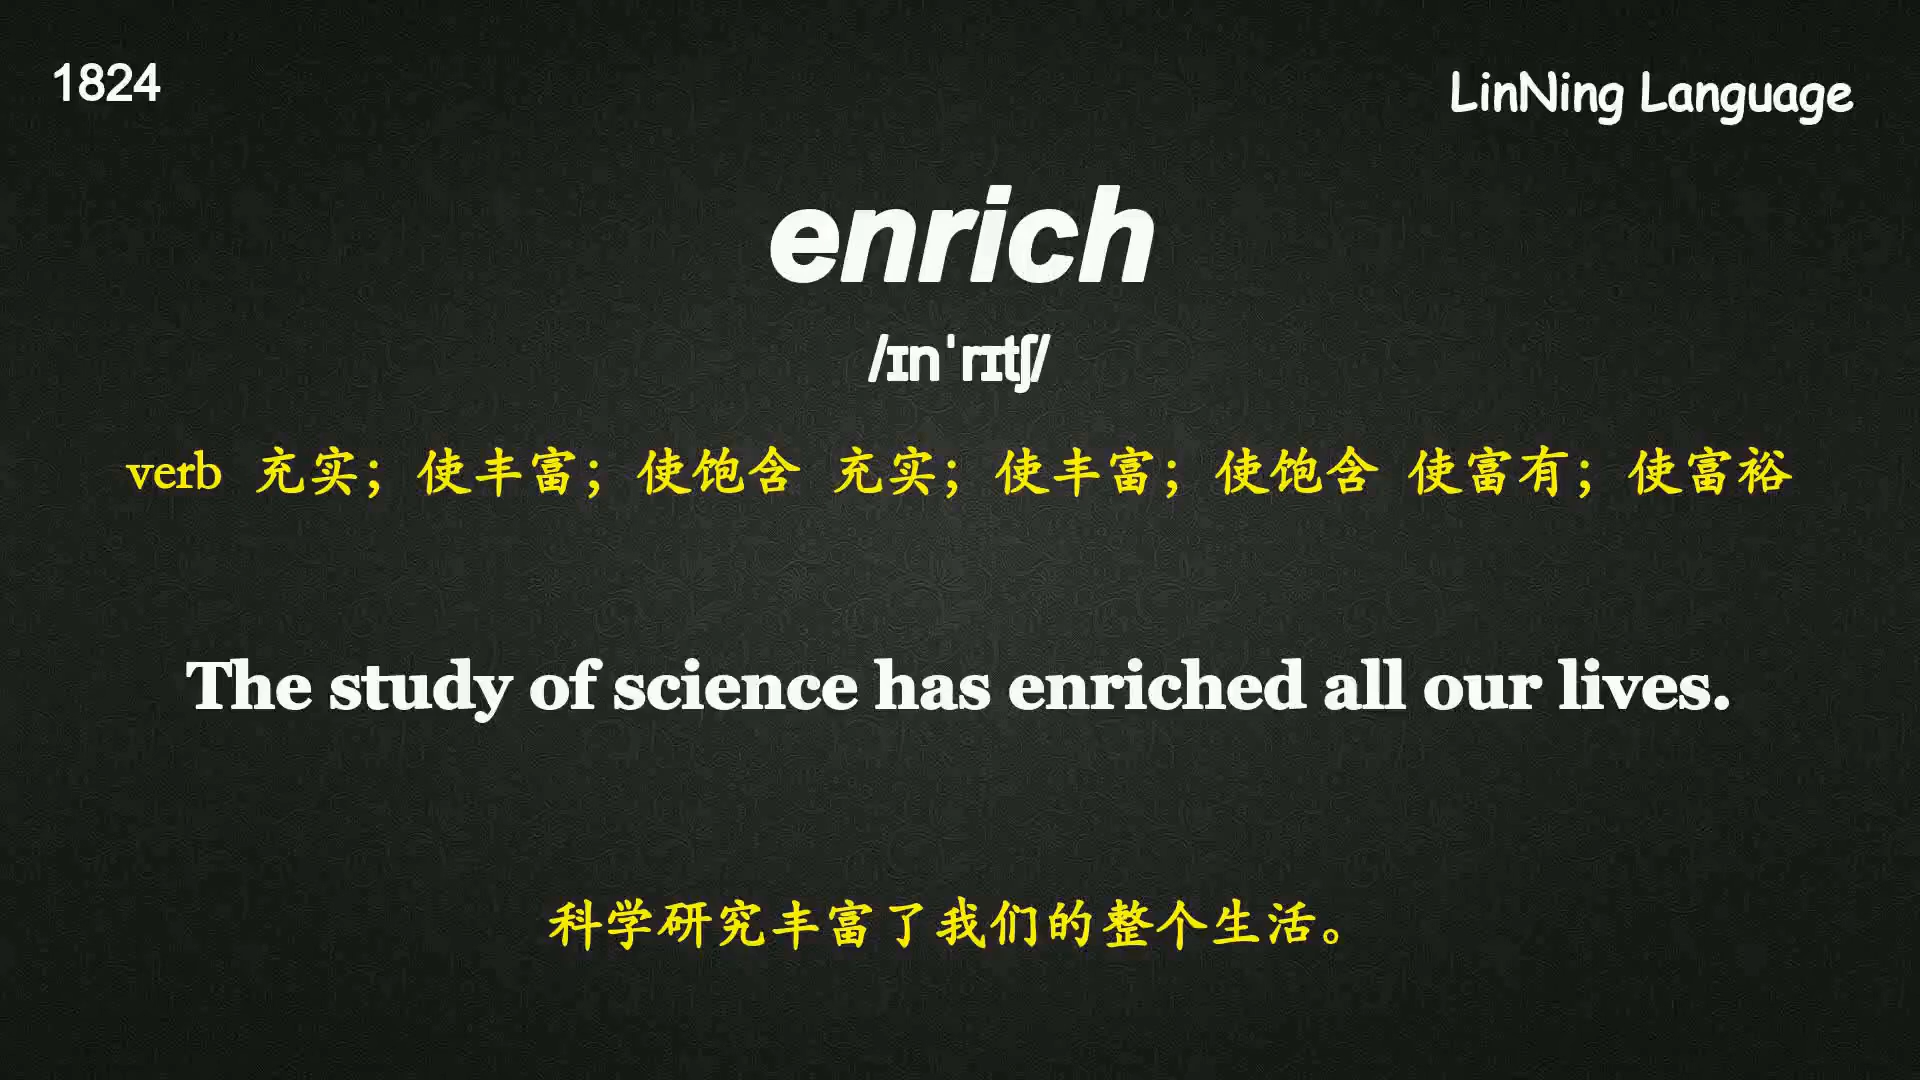 1824
LinNing Language
enrich
/ɪnˈrɪtʃ/
verb 充实；使丰富；使饱含 充实；使丰富；使饱含 使富有；使富裕
The study of science has enriched all our lives.
科学研究丰富了我们的整个生活。